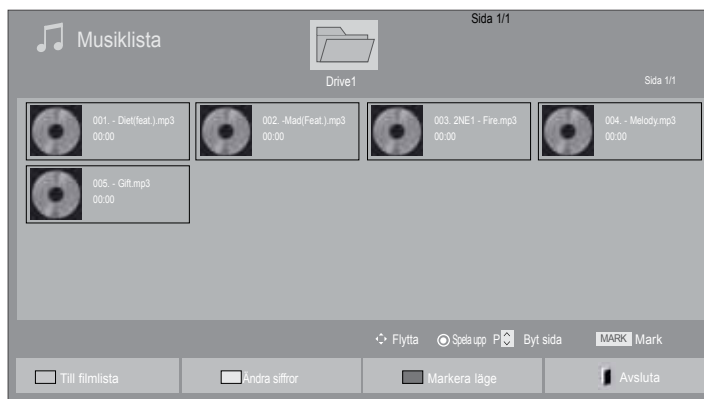 Sida 1/1
Musiklista
Drive1
Sida 1/1
001. - Diet(feat.).mp3
00:00
002. -Mad(Feat.).mp3
00:00
003. 2NE1 - Fire.mp3
00:00
004. - Melody.mp3
00:00
005. - Gift.mp3
00:00
Flytta Spela upp P Byt sida MARK Mark
Till filmlista Ändra siffror Markera läge Avsluta